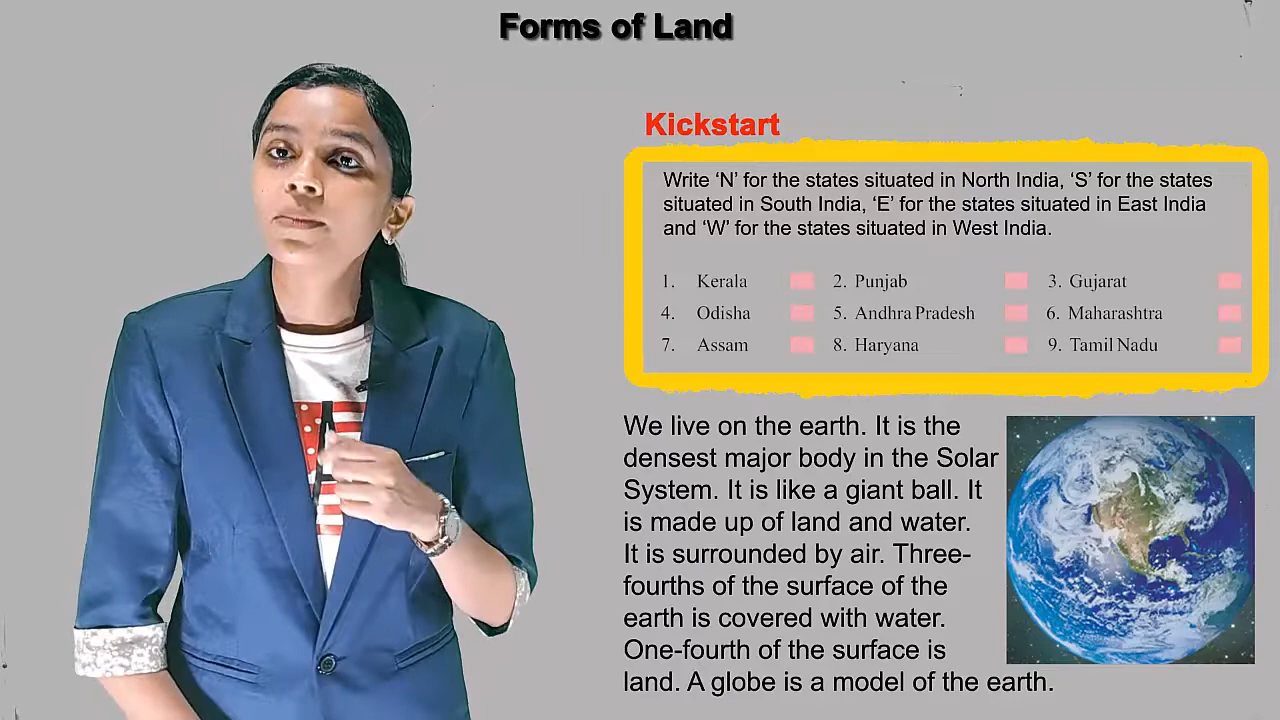 Forms of Land
Kickstart
Write ‘N’ for the states situated in North India, ‘S’ for the states
situated in South India, ‘E’ for the states situated in East India
and ‘W’ for the states situated in West India.
1. Kerala 2. Punjab 3. Gujarat
4. Odisha 5. Andhra Pradesh 6. Maharashtra
7. Assam 8. Haryana 9. Tamil Nadu
We live on the earth. It is the
densest major body in the Solar
System. It is like a giant ball. It
is made up of land and water.
It is surrounded by air. Three-
fourths of the surface of the
earth is covered with water.
One-fourth of the surface is
land. A globe is a model of the earth.